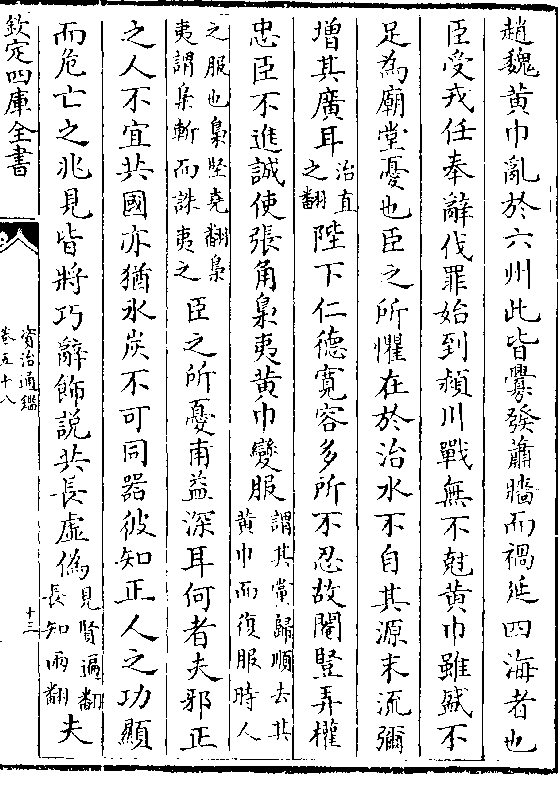 趙魏黄巾亂於六州此皆釁發蕭牆而禍延四海者也
臣受戎任奉辭伐罪始到潁川戰無不尅黄巾雖盛不
足為廟堂憂也臣之所懼在於治水不自其源末流彌
增其廣耳治直之翻陛下仁德寛容多所不忍故閹豎弄權
忠臣不進誠使張角梟夷黄巾變服謂其黨歸順去其黄巾而復服時人
之服也梟堅堯翻梟夷謂梟斬而誅夷之臣之所憂甫益深耳何者夫邪正
之人不宜共國亦猶氷炭不可同器彼知正人之功顯
而危亡之兆見皆將巧辭飾説共長虚偽見賢遍翻長知兩翻夫
欽定四庫全書
資治通鑑
卷五十八
十三